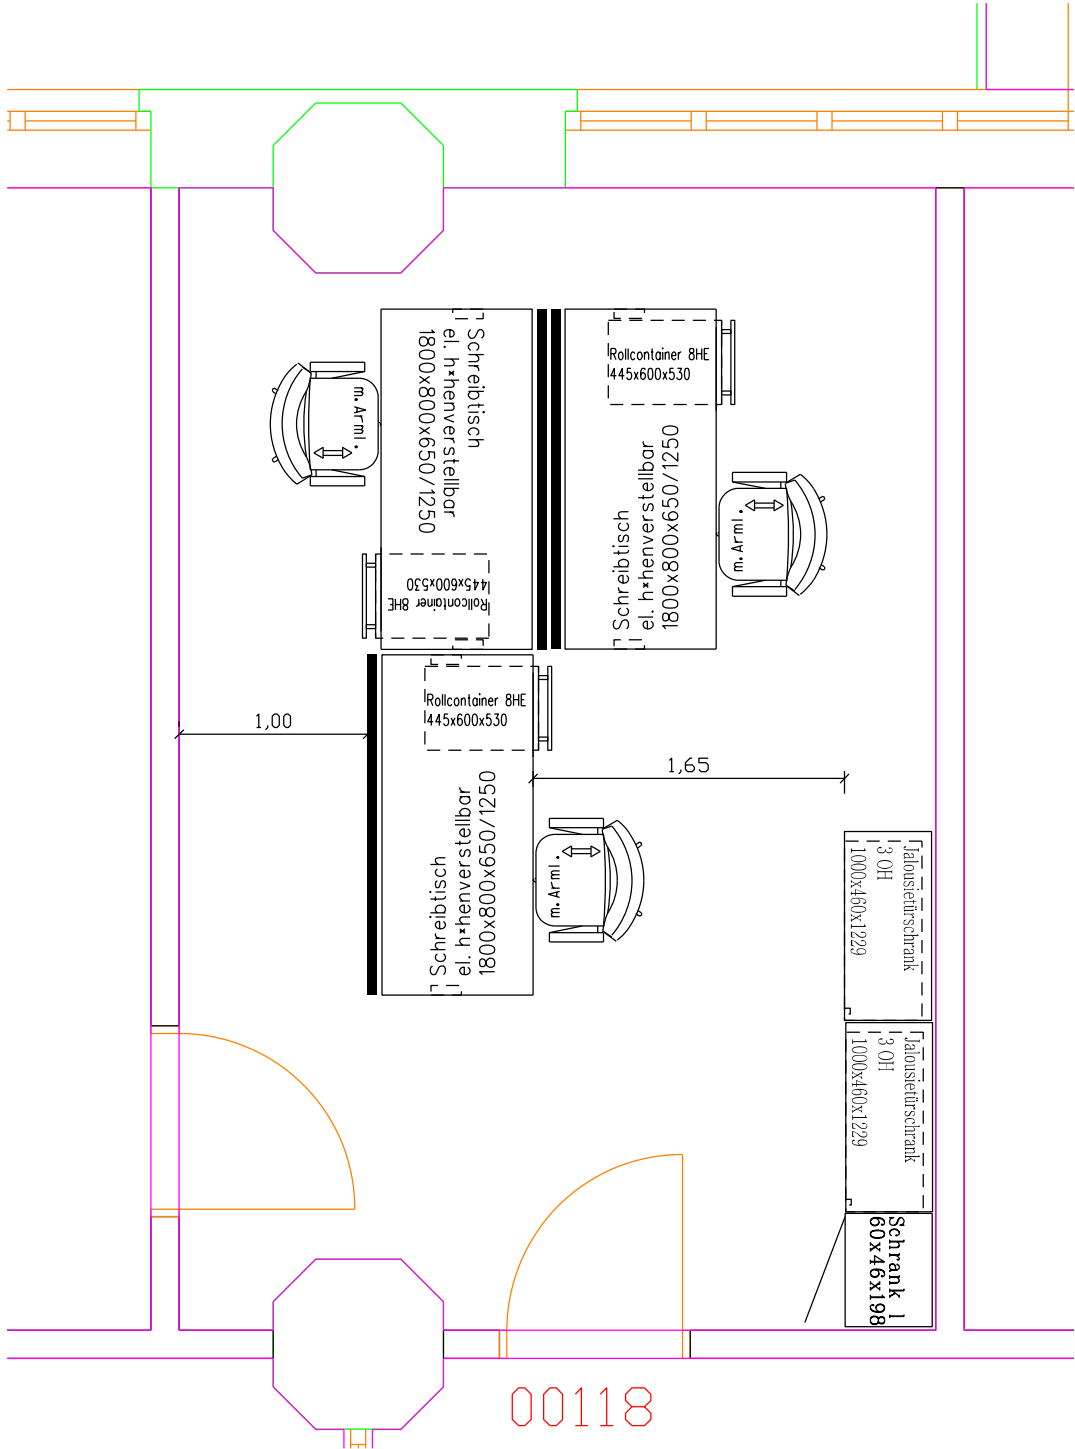 Schreibtisch
el. h*henverstellbar
1800x800x650/1250
m.Arml.
Rollcontainer 8HE
445x600x530
Rollcontainer 8HE
445x600x530
Schreibtisch
el. h*henverstellbar
1800x800x650/1250
m.Arml.
1,00
Rollcontainer 8HE
445x600x530
Schreibtisch
el. h*henverstellbar
1800x800x650/1250
m.Arml.
1,65
Jalousietürschrank
3 OH
1000x460x1229
Jalousietürschrank
3 OH
1000x460x1229
Schrank 1
60x46x198
00118